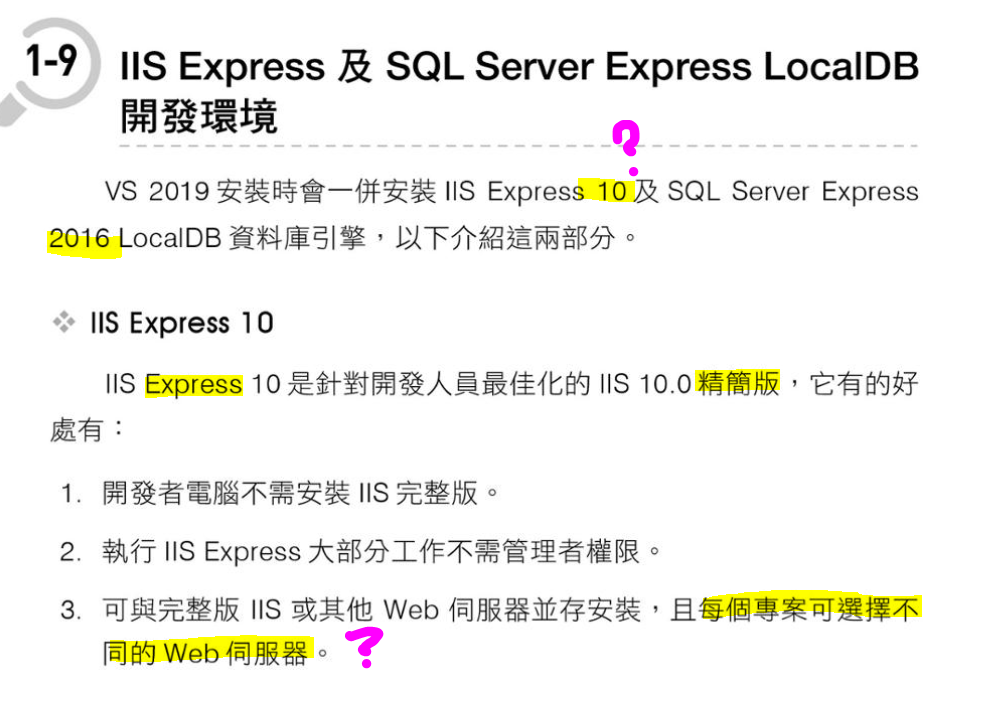 1-9
IIS Express 及 SQL Server Express LocalDB
開發環境
?
VS 2019 安裝時會一併安裝 IIS Express 10 及 SQL Server Express
2016 LocalDB 資料庫引擎,以下介紹這兩部分。
❖ IIS Express 10
IIS Express 10 是針對開發人員最佳化的 IIS 10.0 精簡版,它有的好
處有:
1. 開發者電腦不需安裝 IIS 完整版。
2. 執行 IIS Express 大部分工作不需管理者權限。
3. 可與完整版 IIS 或其他 Web 伺服器並存安裝,且每個專案可選擇不
同的 Web 伺服器。 ?